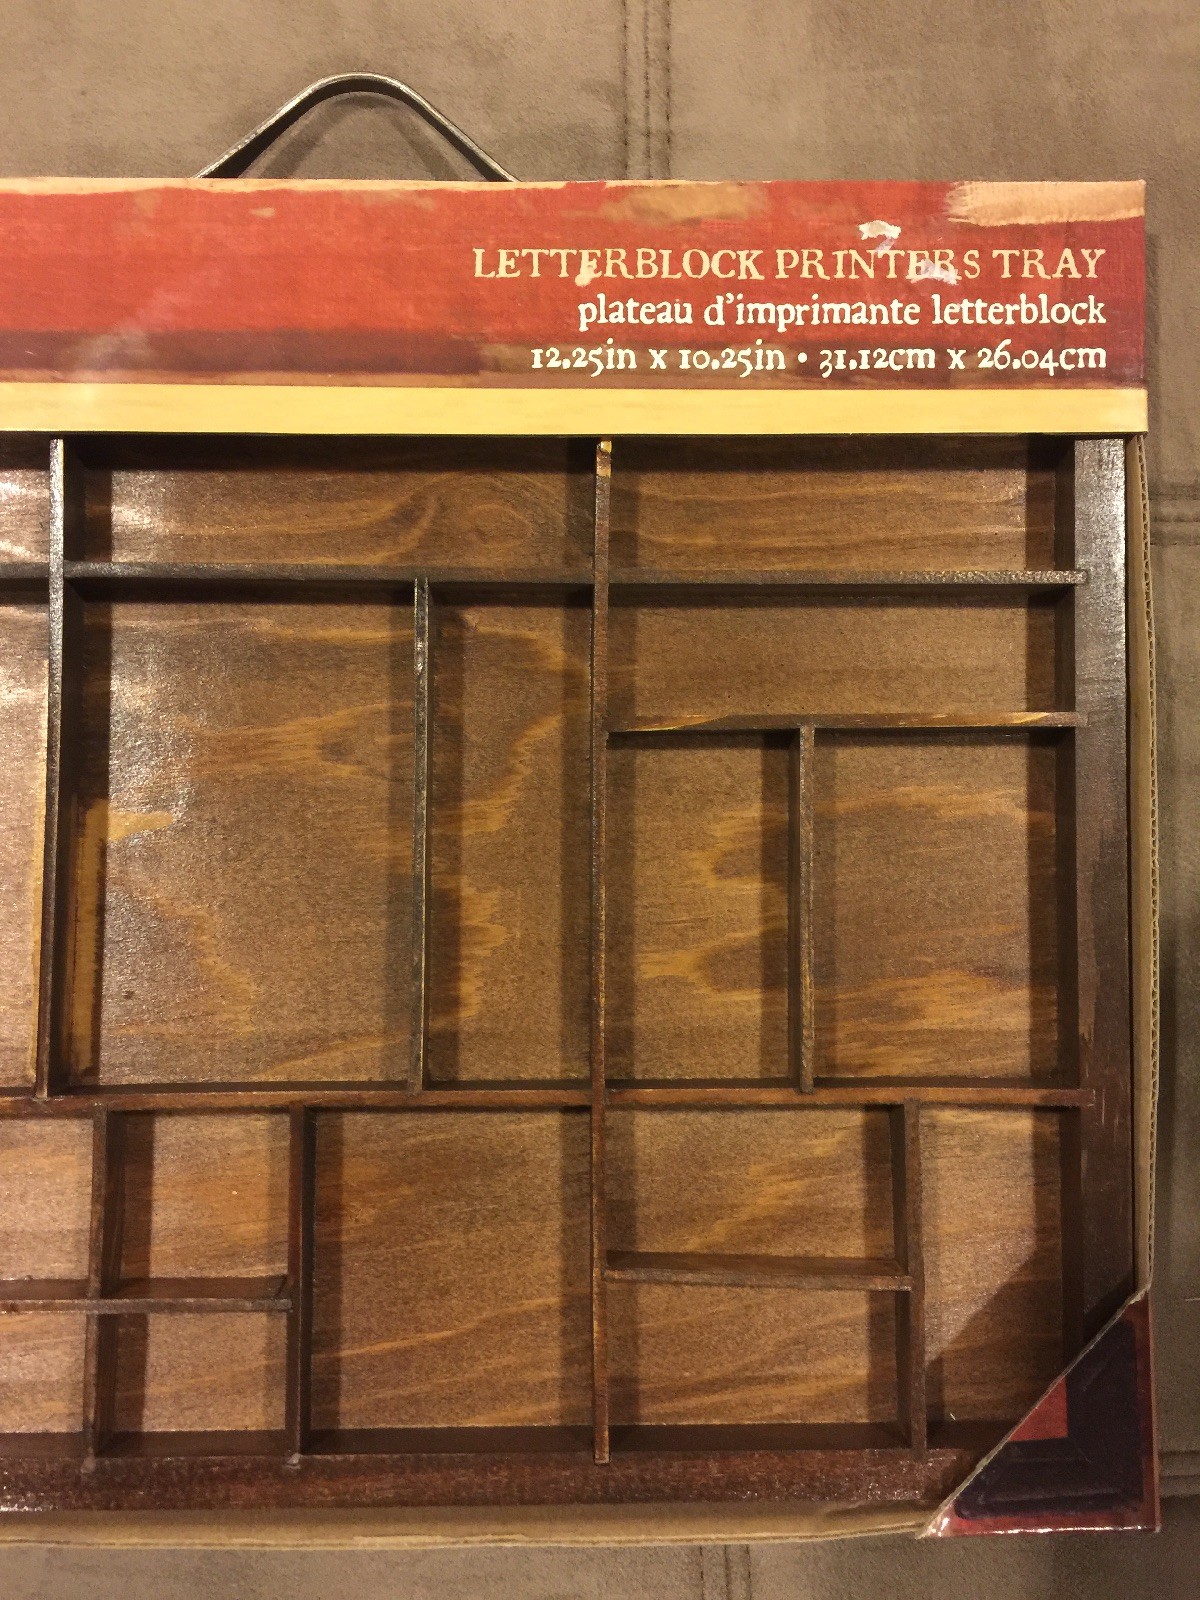 LETTERBLOCK PRINTERS TRAY
plateau d'imprimante letterblock
12.25in x 10.25in • 31.12cm x 26.04cm